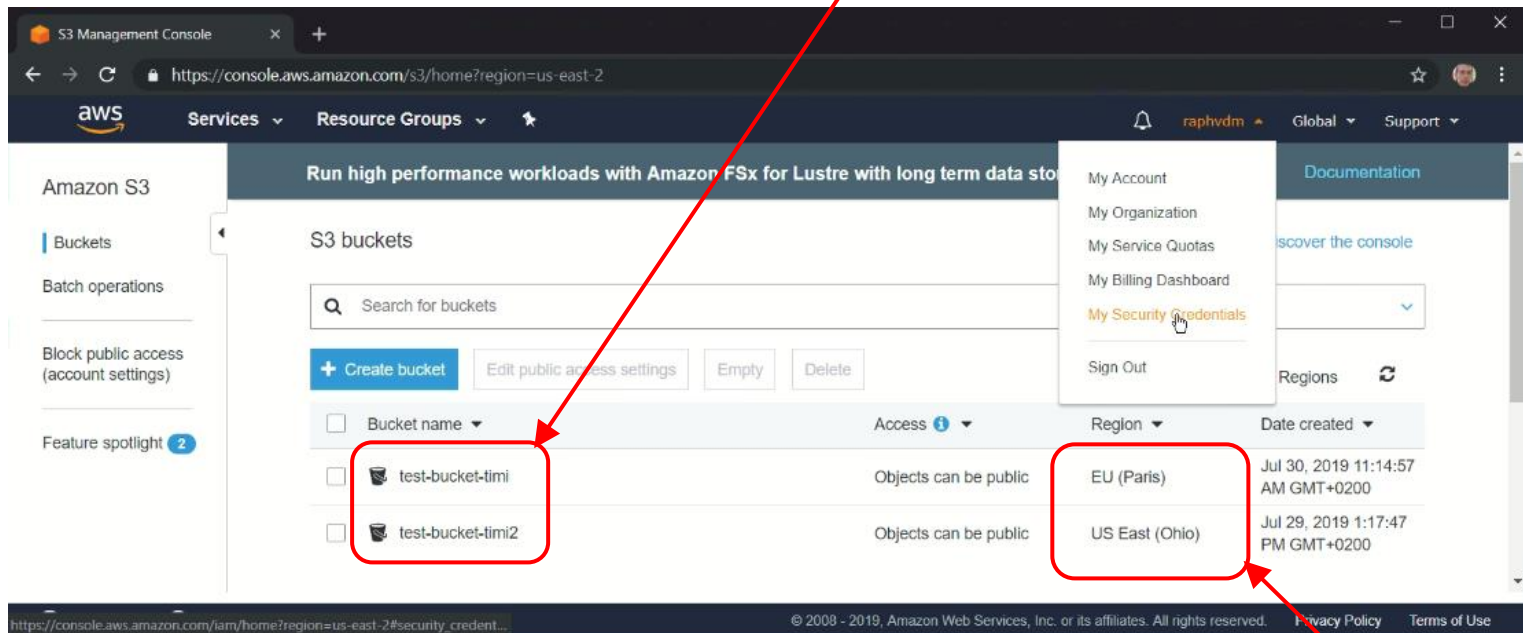 S3 Management Console
https://console.aws.amazon.com/s3/home?region=us-east-2
aws Services Resource Groups raphvdm Global Support
Run high performance workloads with Amazon FSx for Lustre with long term data sto Documentation
Amazon S3
Buckets
Batch operations
Block public access
(account settings)
Feature spotlight 2
My Account
My Organization
My Service Quotas
My Billing Dashboard
My Security Credentials
Sign Out
S3 buckets
iscover the console
Search for buckets
+ Create bucket Edit public access settings Empty Delete
Regions
Bucket name Access Region Date created
test-bucket-timi Objects can be public EU (Paris) Jul 30, 2019 11:14:57
AM GMT+0200
test-bucket-timi2 Objects can be public US East (Ohio) Jul 29, 2019 1:17:47
PM GMT+0200
https://console.aws.amazon.com/iam/home?region=us-east-2#security_credent...
© 2008 - 2019, Amazon Web Services, Inc. or its affiliates. All rights reserved. Privacy Policy Terms of Use